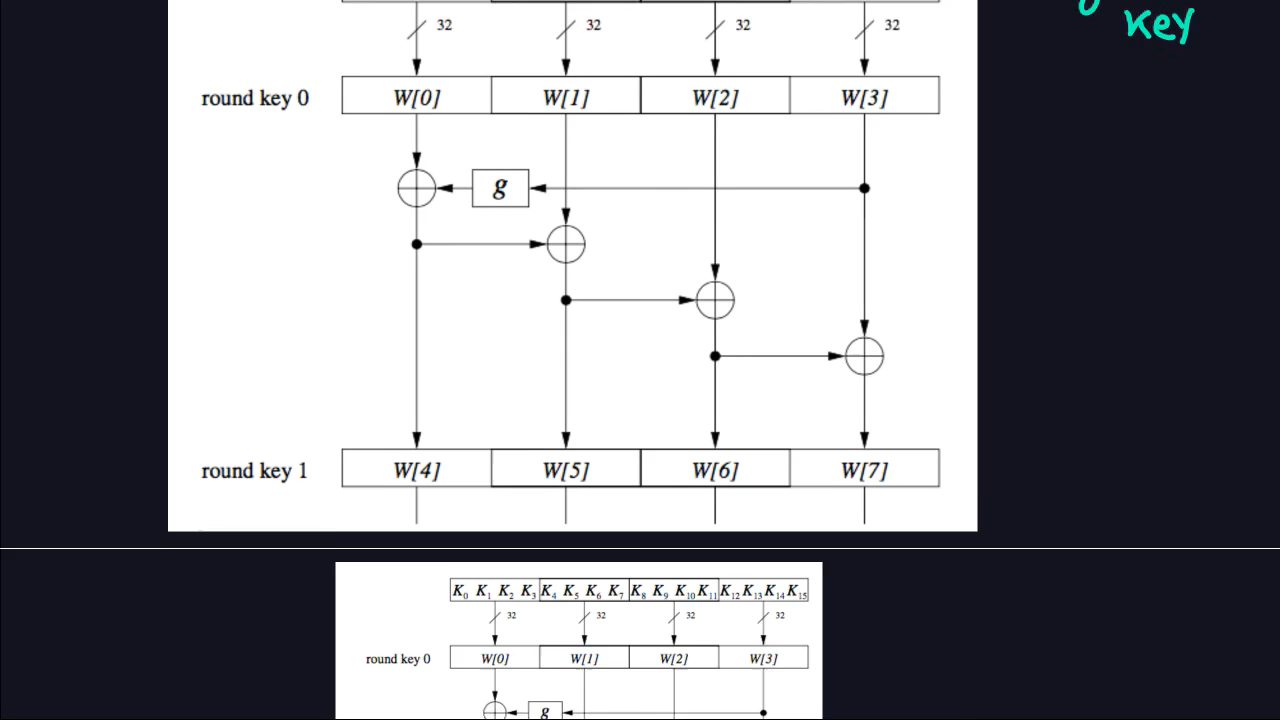 key
32 32 32 32
round key 0 W[0] W[1] W[2] W[3]
g
round key 1 W[4] W[5] W[6] W[7]
K0 K1 K2 K3 K4 K5 K6 K7 K8 K9 K10 K11 K12 K13 K14 K15
32 32 32 32
round key 0 W[0] W[1] W[2] W[3]
g